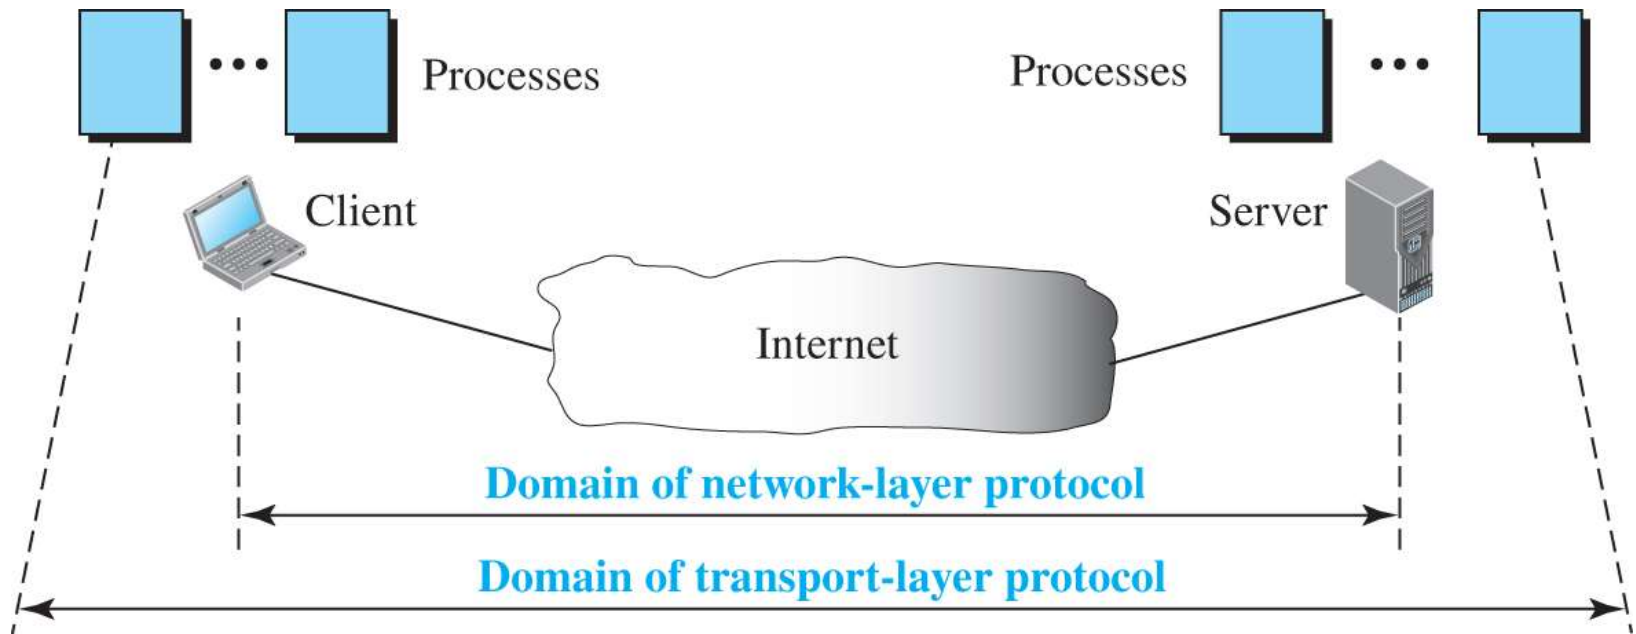 Processes
Processes
Client
Server
Internet
Domain of network-layer protocol
Domain of transport-layer protocol